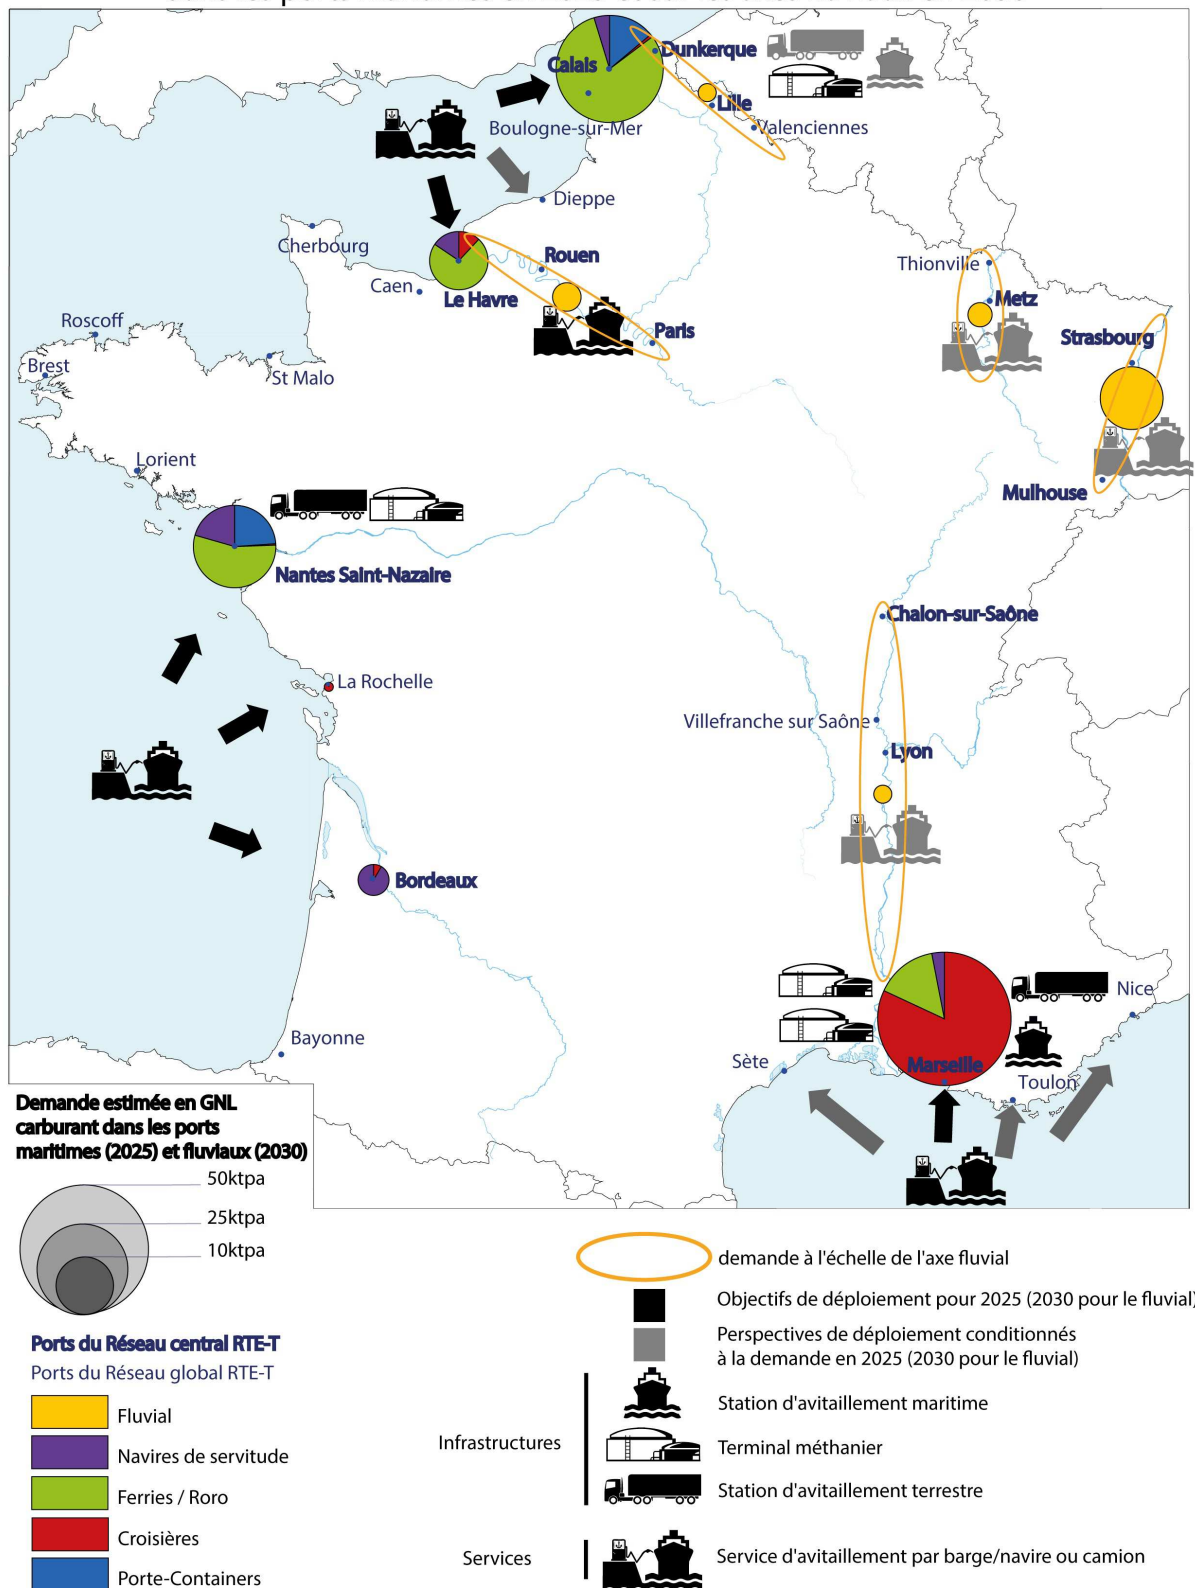 Dunkerque
Calais
Lille
Boulogne-sur-Mer
Valenciennes
Dieppe
Cherbourg
Rouen
Thionville
Caen
Le Havre
Metz
Roscoff
Paris
Strasbourg
Brest
St Malo
Lorient
Mulhouse
Nantes Saint-Nazaire
Chalon-sur-Saône
La Rochelle
Villefranche sur Saône
Lyon
Bordeaux
Nice
Bayonne
Sète
Marseille
Toulon
Demande estimée en GNL
carburant dans les ports
maritimes (2025) et fluviaux (2030)
50ktpa
25ktpa
10ktpa
Ports du Réseau central RTE-T
Ports du Réseau global RTE-T
Fluvial
Navires de servitude
Ferries / Roro
Croisières
Porte-Containers
demande à l'échelle de l'axe fluvial
Objectifs de déploiement pour 2025 (2030 pour le fluvial)
Perspectives de déploiement conditionnés
à la demande en 2025 (2030 pour le fluvial)
Infrastructures
Station d'avitaillement maritime
Terminal méthanier
Station d'avitaillement terrestre
Services
Service d'avitaillement par barge/navire ou camion